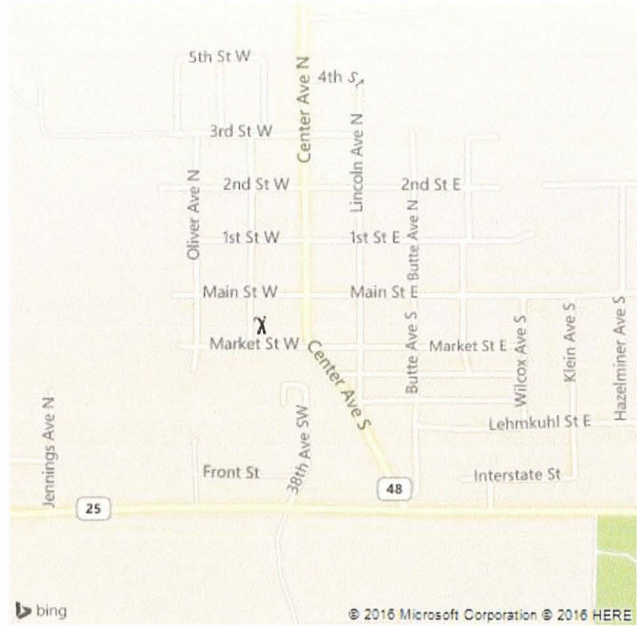 5th St W
Center Ave N
4th S
3rd St W
Lincoln Ave N
2nd St W
2nd St E
Oliver Ave N
Butte Ave N
1st St W
1st St E
Main St W
Main St E
X
Market St W
Center Ave S
Market St E
Butte Ave S
Wilcox Ave S
Klein Ave S
Hazelminer Ave S
Jennings Ave N
38th Ave SW
Lehmkuhl St E
Front St
Interstate St
48
25
bing
© 2016 Microsoft Corporation © 2016 HERE